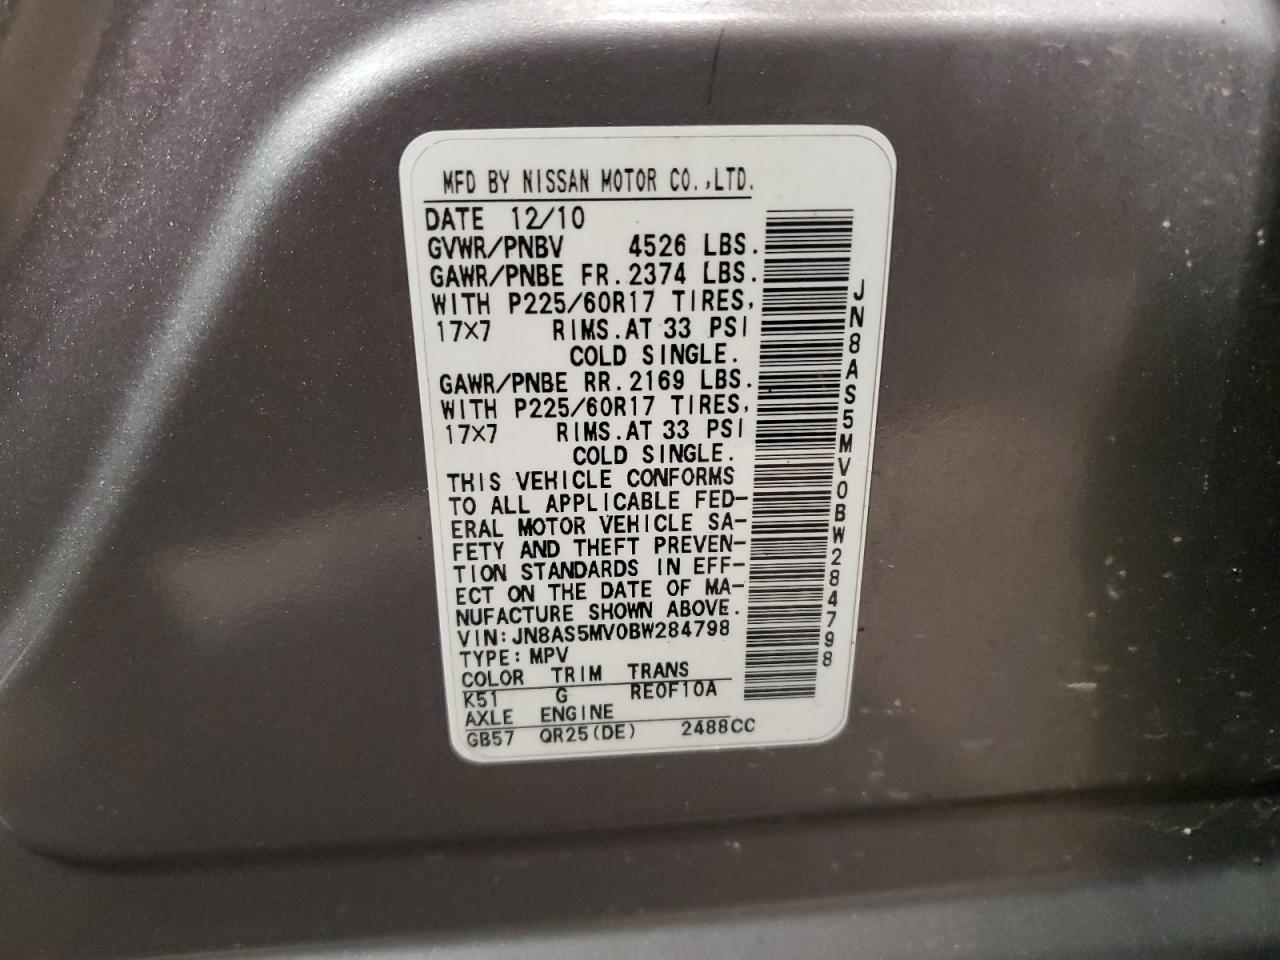 MFD BY NISSAN MOTOR CO.,LTD.
DATE 12/10
GVWR/PNBV 4526 LBS.
GAWR/PNBE FR. 2374 LBS.
WITH P225/60R17 TIRES,
17×7 RIMS. AT 33 PSI
COLD SINGLE.
GAWR/PNBE RR. 2169 LBS.
WITH P225/60R17 TIRES,
17×7 RIMS. AT 33 PSI
COLD SINGLE.
THIS VEHICLE CONFORMS
TO ALL APPLICABLE FED-
ERAL MOTOR VEHICLE SA-
FETY AND THEFT PREVEN-
TION STANDARDS IN EFF-
ECT ON THE DATE OF MA-
NUFACTURE SHOWN ABOVE.
VIN: JN8AS5MV0BW284798
TYPE: MPV
COLOR TRIM TRANS
K51 G RE0F10A
AXLE ENGINE
GB57 QR25(DE) 2488CC
JN8AS5MV0BW284798